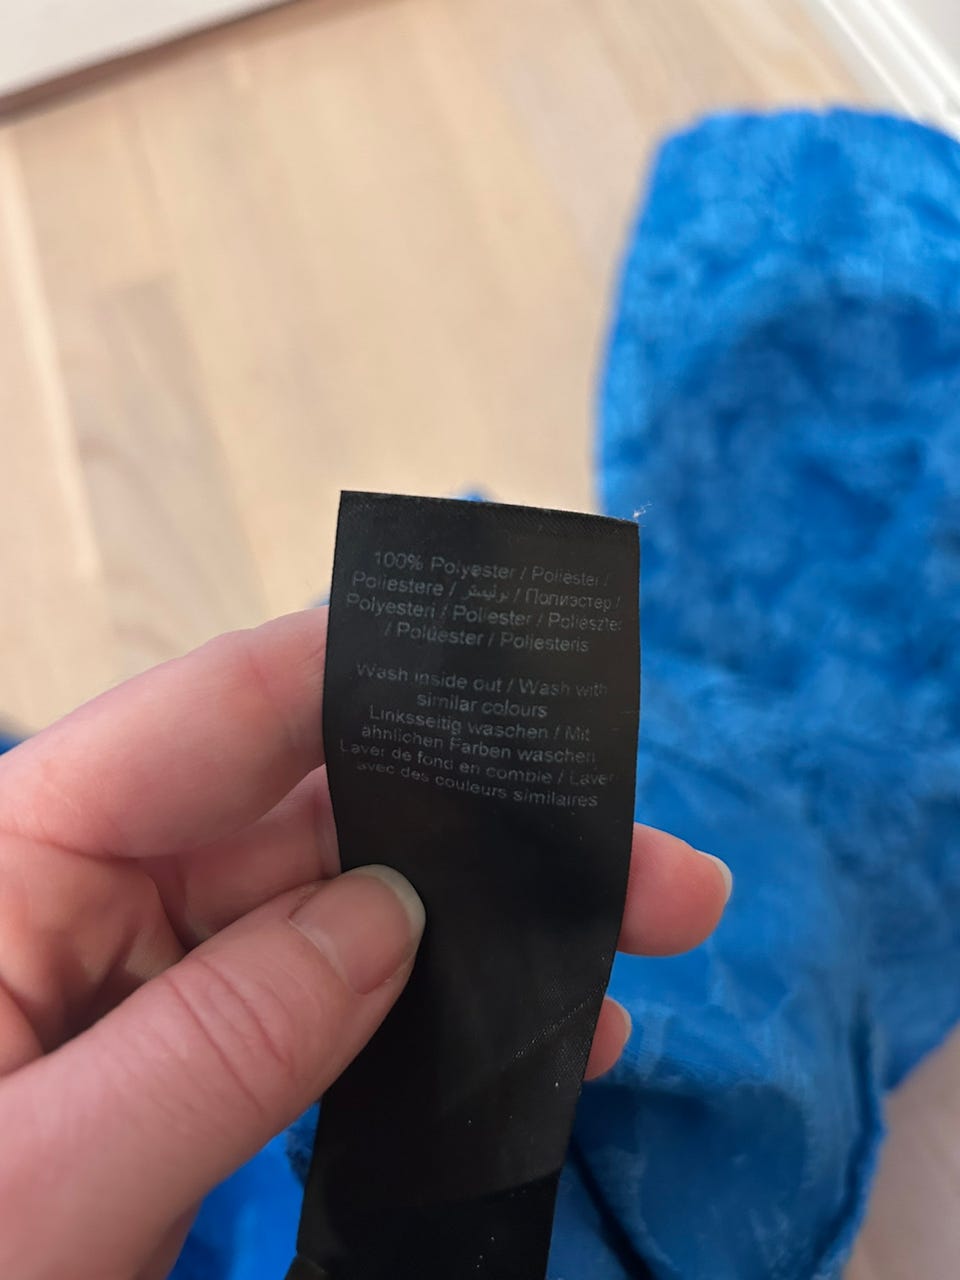 100% Polyester / Poliester /
Poliestere / بوليستر / Полиэстер /
Polyesteri / Poliester / Poliészter
/ Polüester / Poliesteris
Wash inside out / Wash with
similar colours
Linksseitig waschen / Mit
ähnlichen Farben waschen
Laver de fond en comble / Laver
avec des couleurs similaires